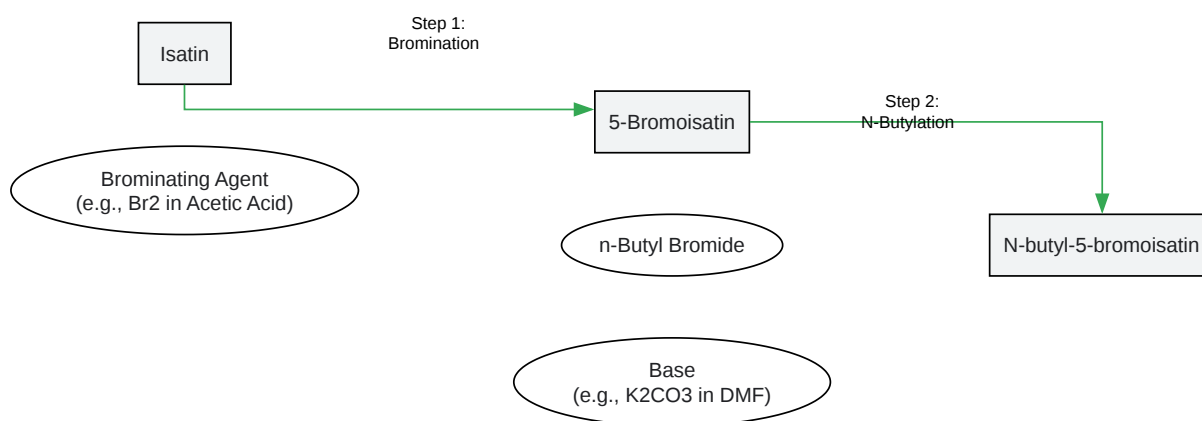 Step 1:
Bromination
Isatin
5-Bromoisatin
Step 2:
N-Butylation
Brominating Agent
(e.g., Br2 in Acetic Acid)
n-Butyl Bromide
N-butyl-5-bromoisatin
Base
(e.g., K2CO3 in DMF)